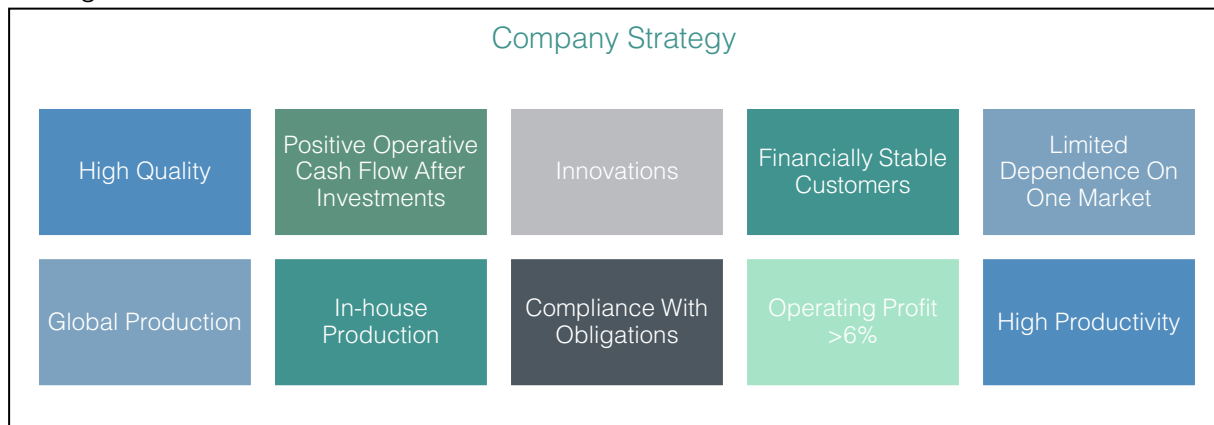 Company Strategy
High Quality
Positive Operative
Cash Flow After
Investments
Innovations
Financially Stable
Customers
Limited
Dependence On
One Market
Global Production
In-house
Production
Compliance With
Obligations
Operating Profit
>6%
High Productivity